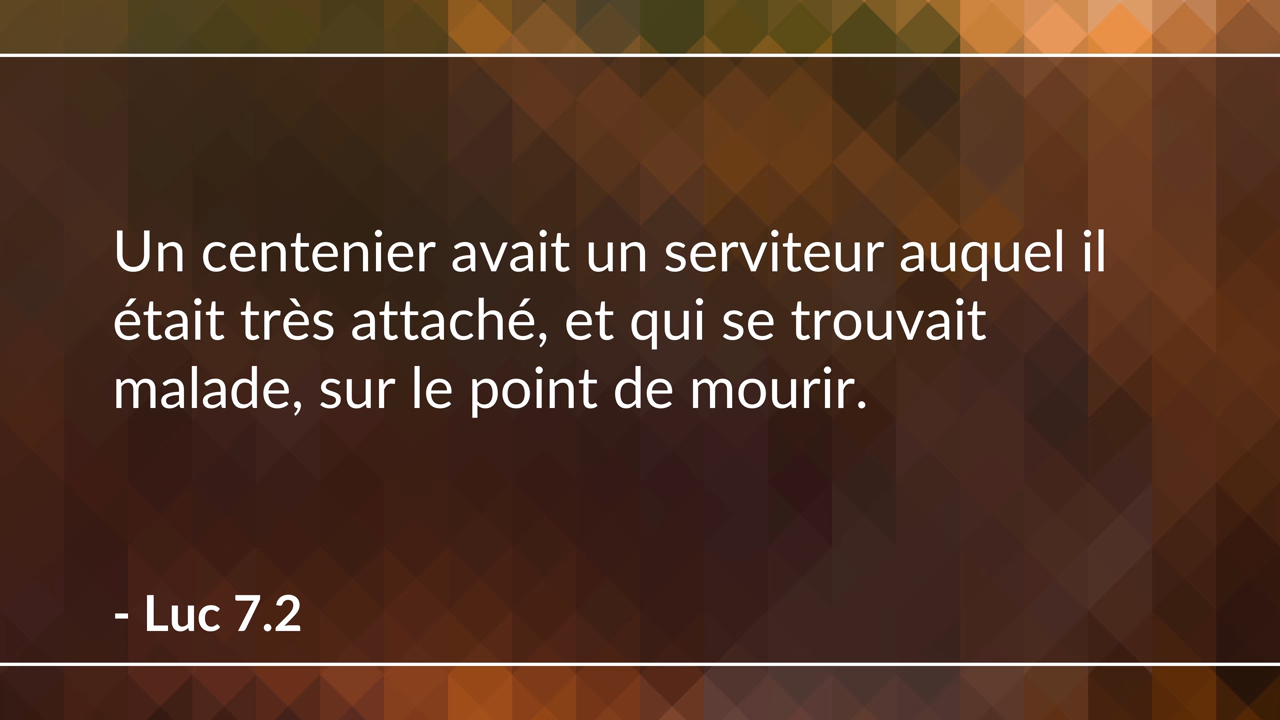 Un centenier avait un serviteur auquel il
était très attaché, et qui se trouvait
malade, sur le point de mourir.
- Luc 7.2